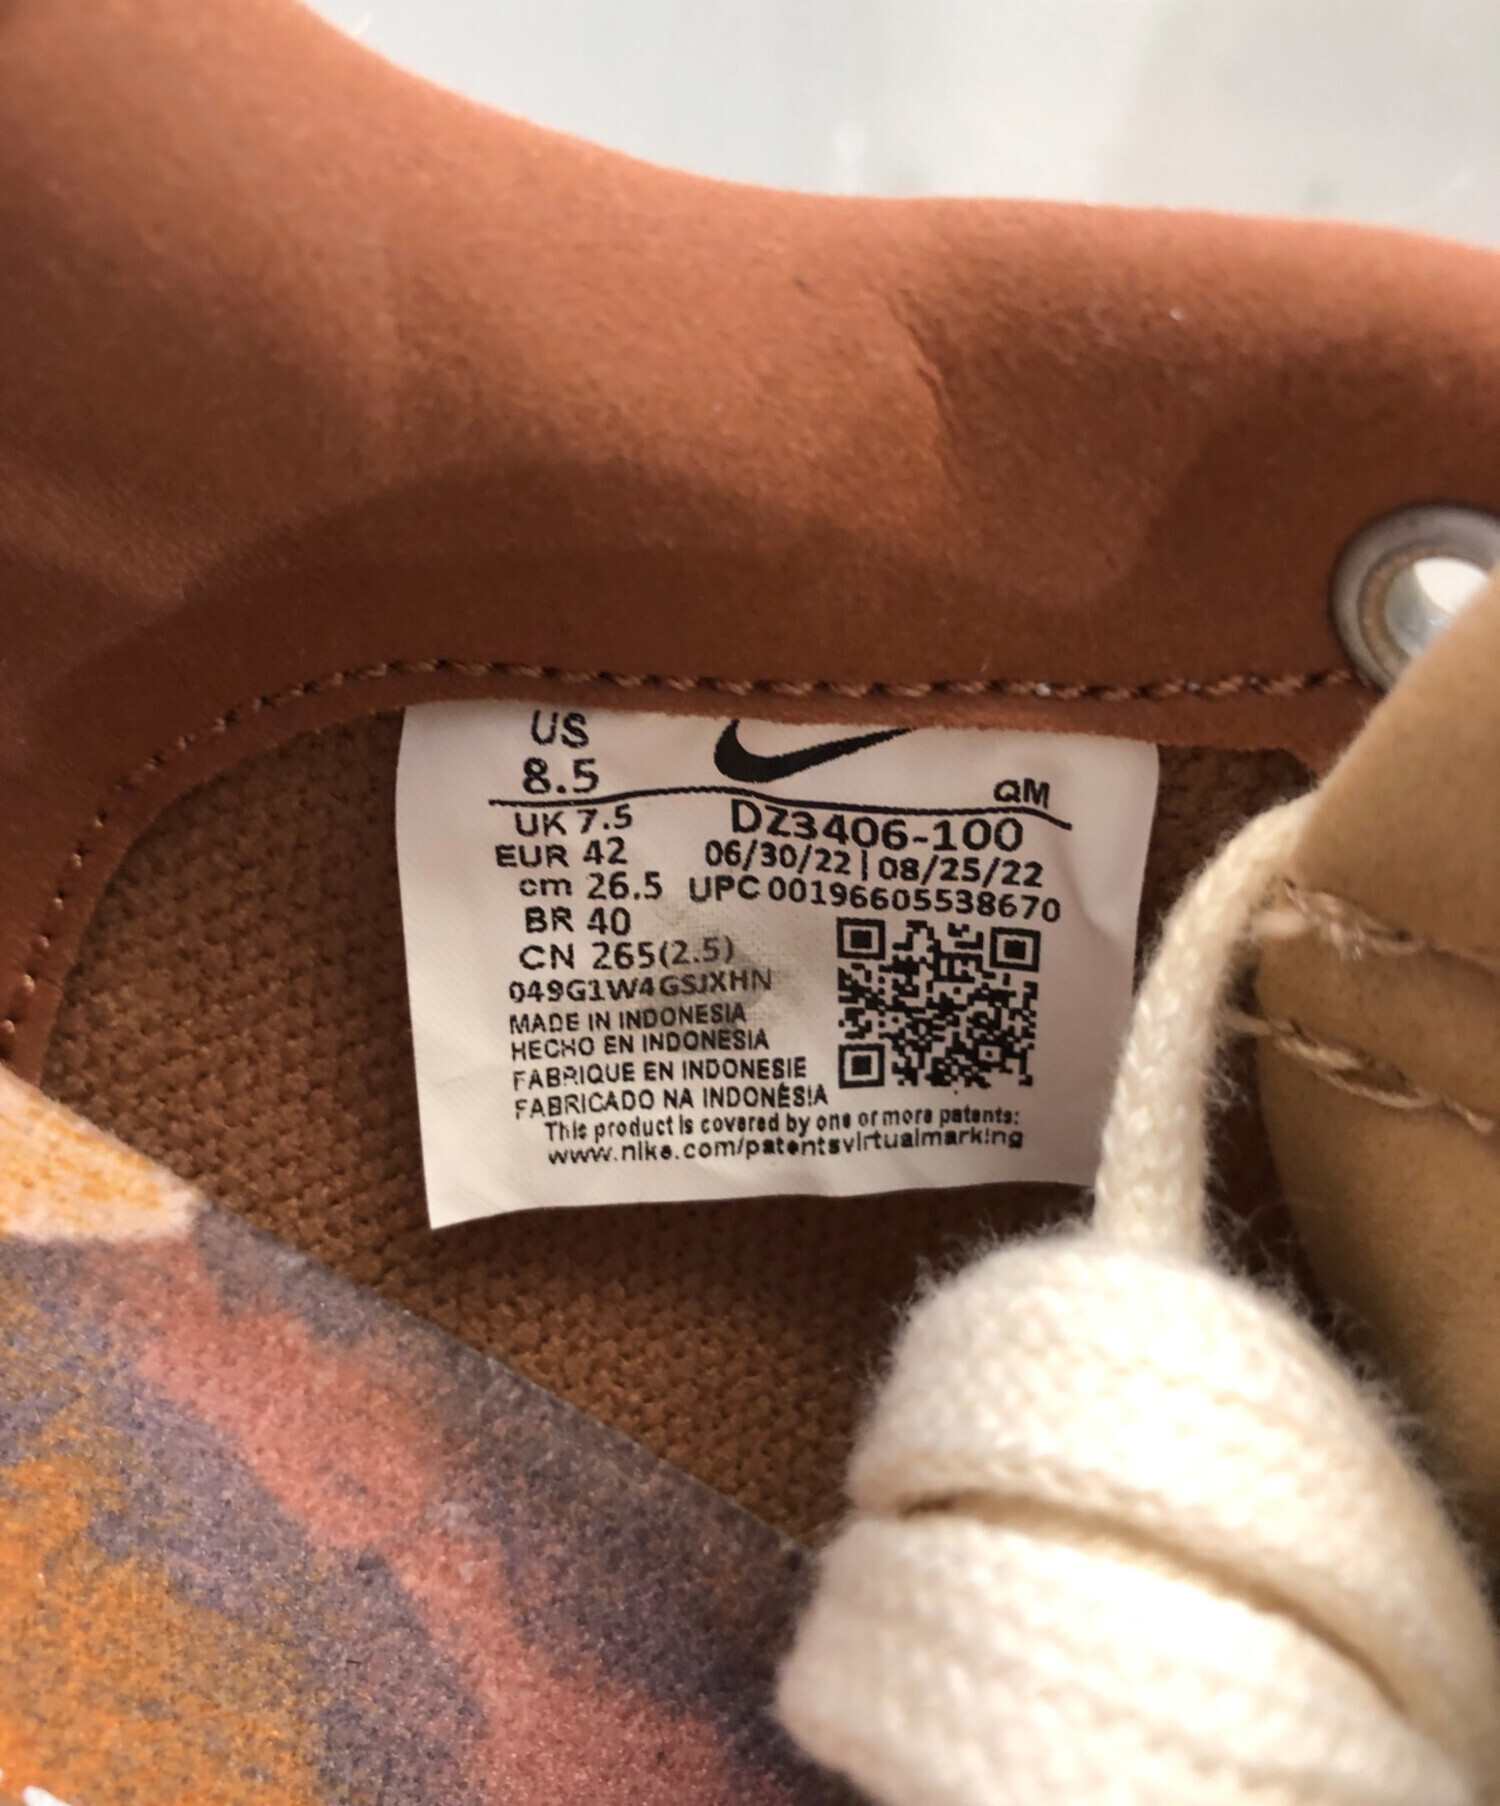 US
8.5
QM
UK 7.5
DZ3406-100
EUR 42
06/30/22 | 08/25/22
cm 26.5
UPC 00196605538670
BR 40
CN 265(2.5)
049G1W4GSJXHN
MADE IN INDONESIA
HECHO EN INDONESIA
FABRIQUE EN INDONESIE
FABRICADO NA INDONÉSIA
This product is covered by one or more patents:
www.nike.com/patentsvirtualmarking